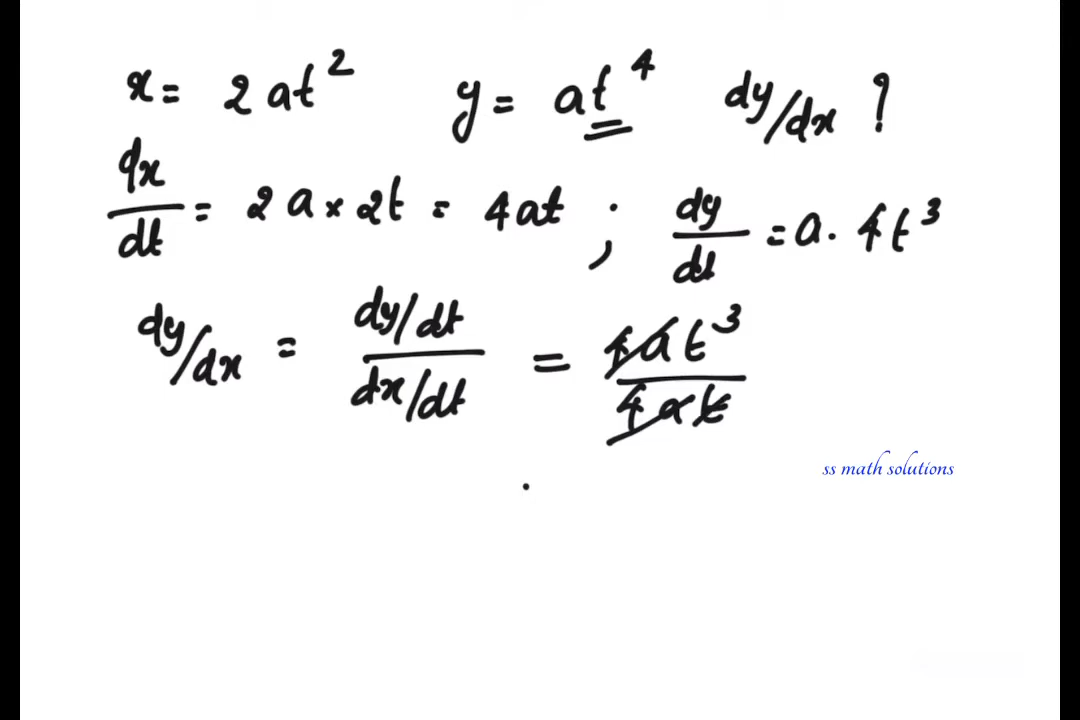 x = 2at² y = at⁴ dy/dx ?
dx/dt = 2a × 2t = 4at ; dy/dt = a. 4t³
dy/dx = (dy/dt)/(dx/dt) = 4at³/4at
ss math solutions